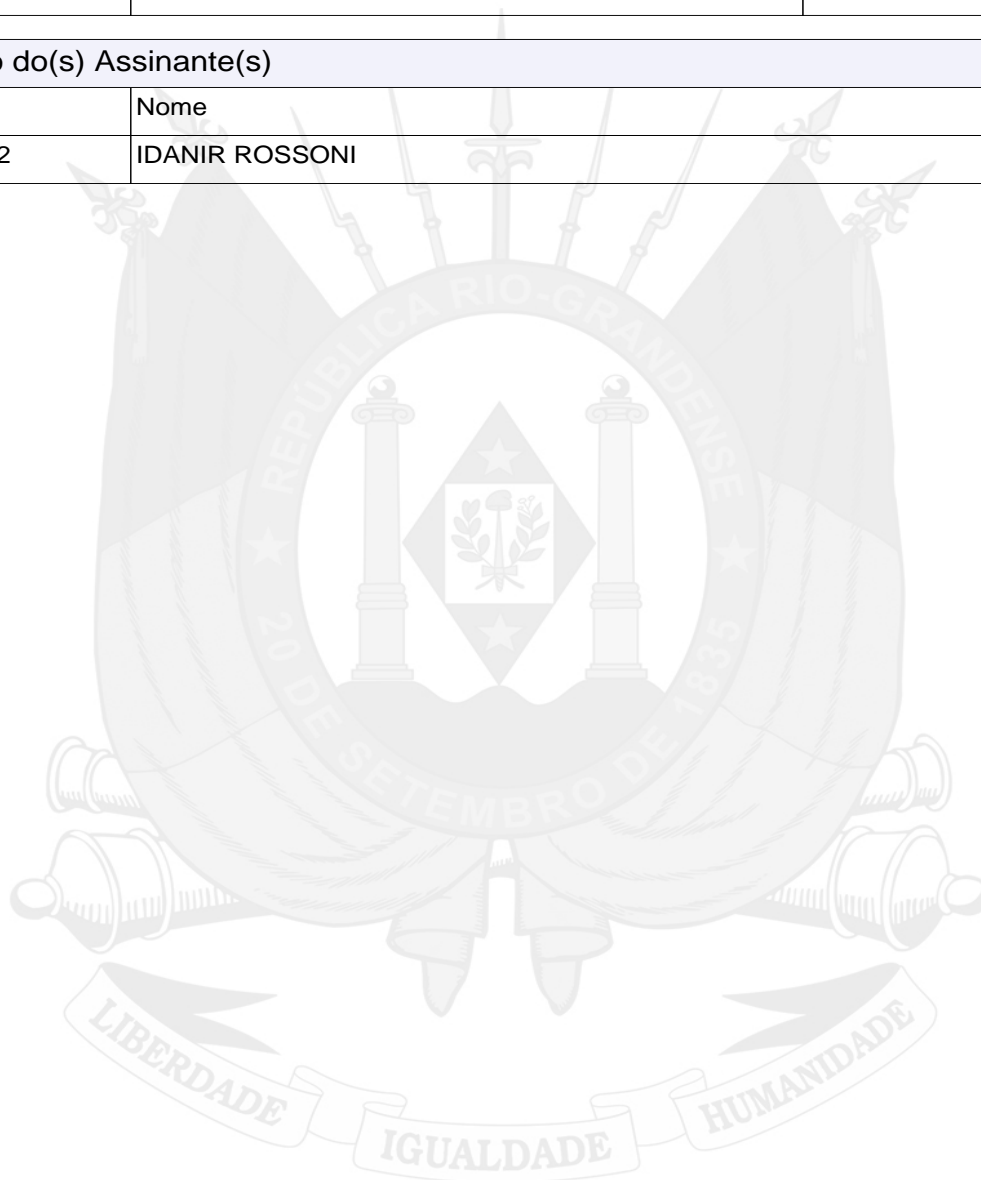 o do(s) Assinante(s)
Nome
2 IDANIR ROSSONI
REPÚBLICA RIO-GRANDENSE
★ 20 DE SETEMBRO DE 1835 ★
LIBERDADE IGUALDADE HUMANIDADE